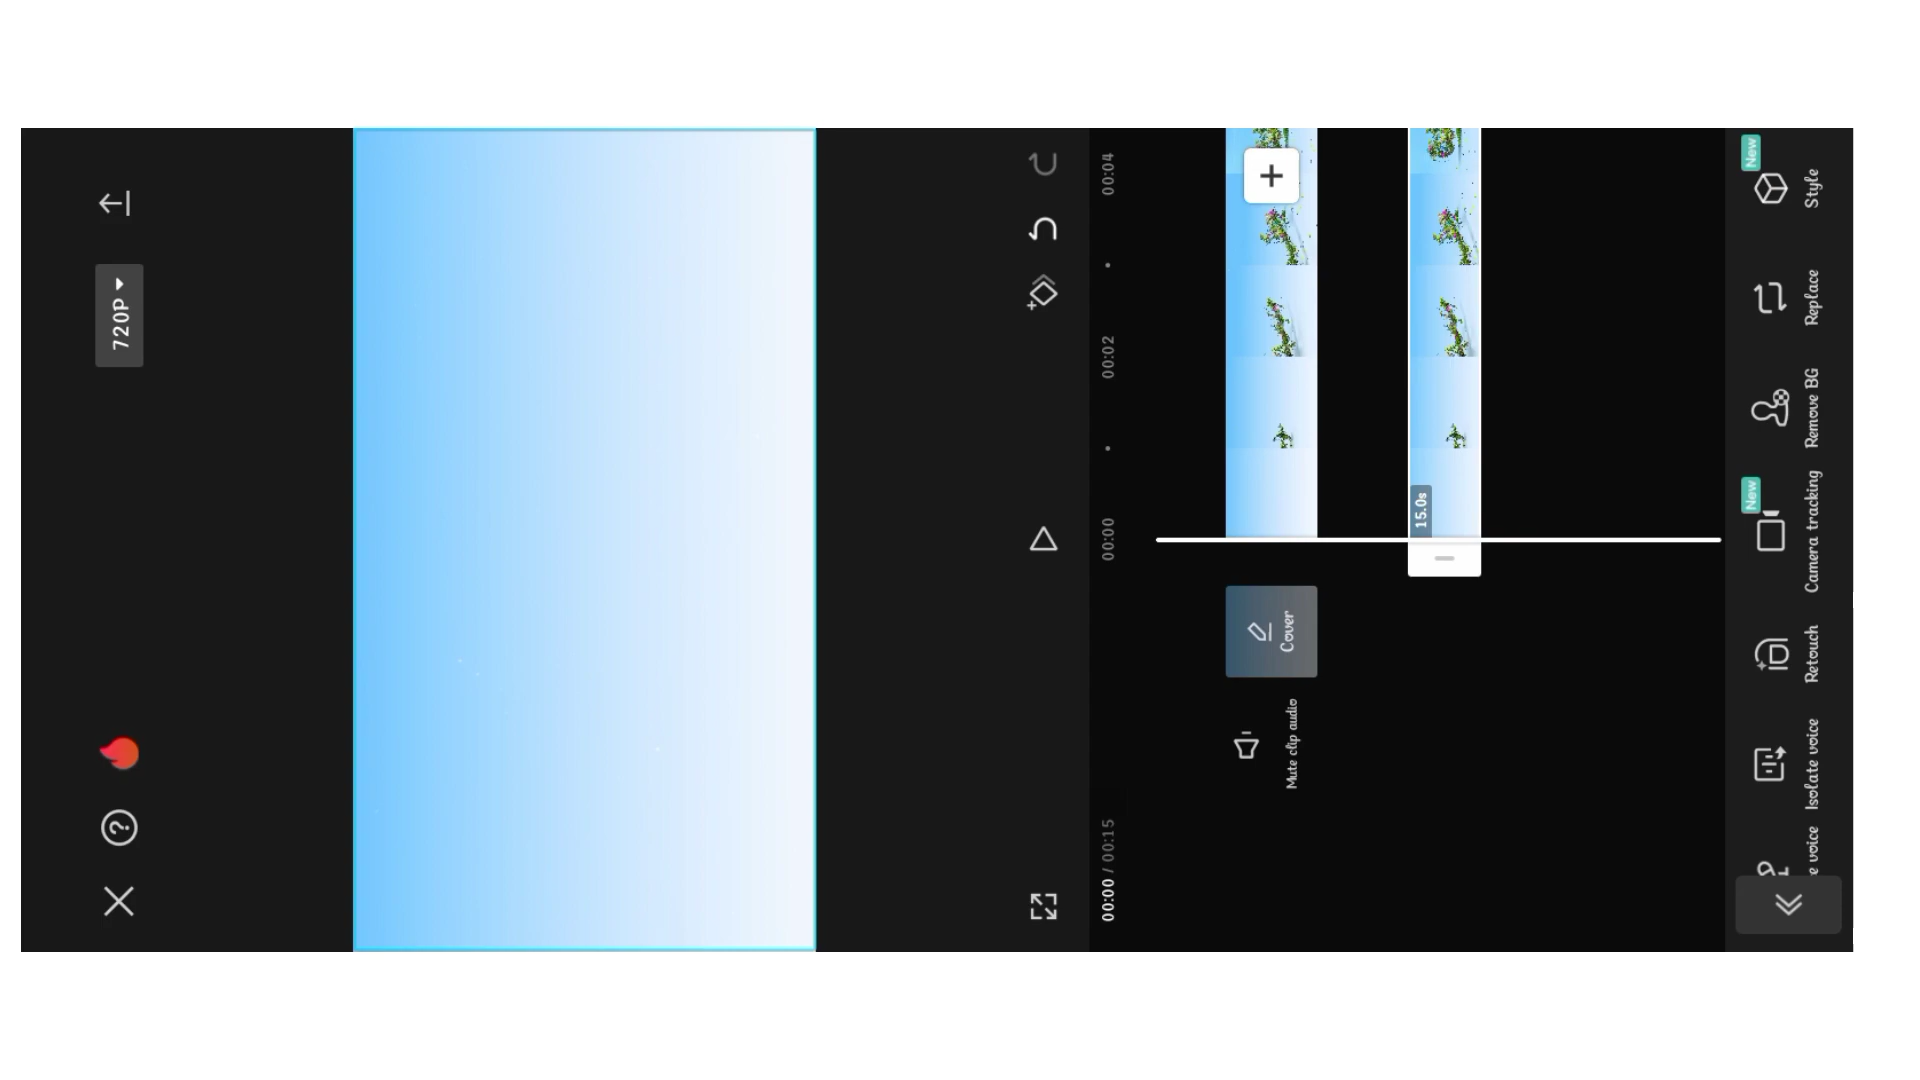 720P
00:00 / 00:15
00:00
00:02
00:04
Mute clip audio
Cover
15.0s
e voice
Isolate voice
Retouch
New
Camera tracking
Remove BG
Replace
New
Style